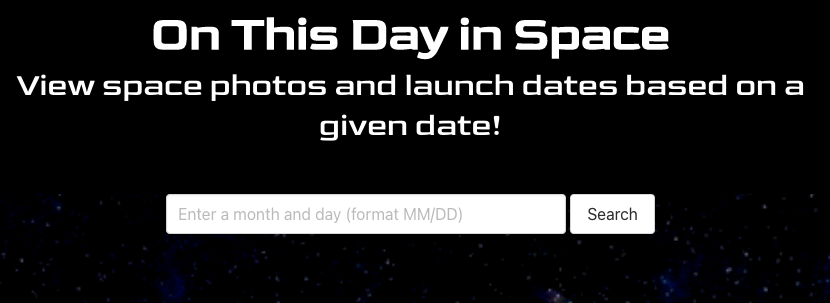 On This Day in Space
View space photos and launch dates based on a
given date!
Enter a month and day (format MM/DD)
Search